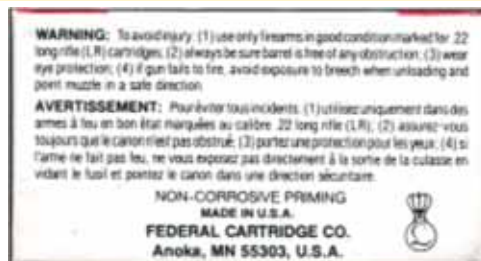 WARNING: To avoid injury: (1) use only firearms in good condition marked for .22
long rifle (LR) cartridges; (2) always be sure barrel is free of any obstruction; (3) wear
eye protection; (4) if gun fails to fire, avoid exposure to breech when unloading and
point muzzle in a safe direction.
AVERTISSEMENT: Pour éviter tous incidents: (1) utilisez uniquement dans des
armes à feu en bon état marquées au calibre .22 long rifle (LR); (2) assurez-vous
toujours que le canon n'est pas obstrué; (3) portez une protection pour les yeux; (4) si
l'arme ne fait pas feu, ne vous exposez pas directement à la sortie de la culasse en
vidant le fusil et pointez le canon dans une direction sécuritaire.
NON-CORROSIVE PRIMING
MADE IN U.S.A.
FEDERAL CARTRIDGE CO.
Anoka, MN 55303, U.S.A.